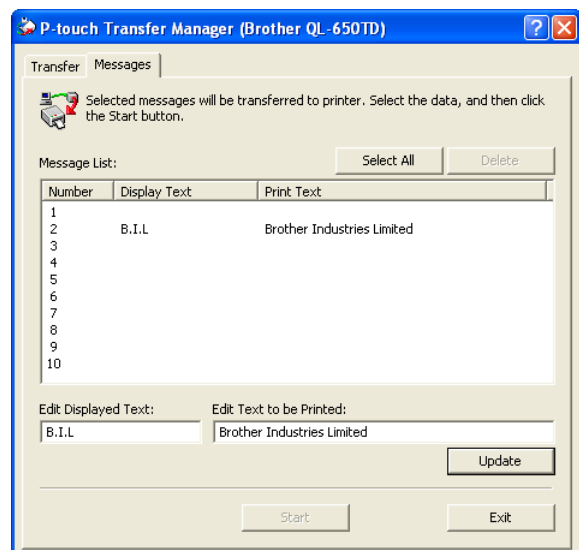 P-touch Transfer Manager (Brother QL-650TD)
Transfer Messages
Selected messages will be transferred to printer. Select the data, and then click
the Start button.
Message List: Select All Delete
Number Display Text Print Text
1
2 B.I.L Brother Industries Limited
3
4
5
6
7
8
9
10
Edit Displayed Text: Edit Text to be Printed:
B.I.L Brother Industries Limited
Update
Start Exit